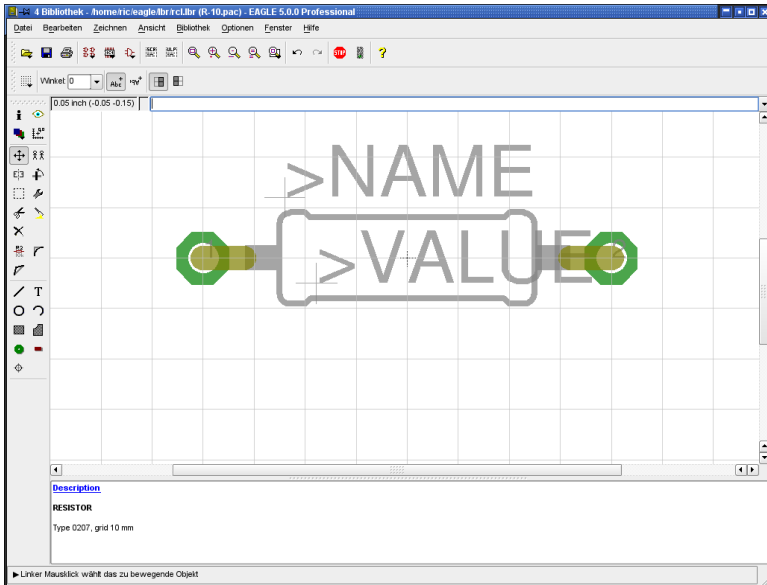 4 Bibliothek - /home/ric/eagle/lbr/rcl.lbr (R-10.pac) - EAGLE 5.0.0 Professional
Datei Bearbeiten Zeichnen Ansicht Bibliothek Optionen Fenster Hilfe
STOP ?
Winkel 0 Abc
0.05 inch (-0.05 -0.15)
>NAME
>VALUE
T
Description
RESISTOR
Type 0207, grid 10 mm
Linker Mausklick wählt das zu bewegende Objekt